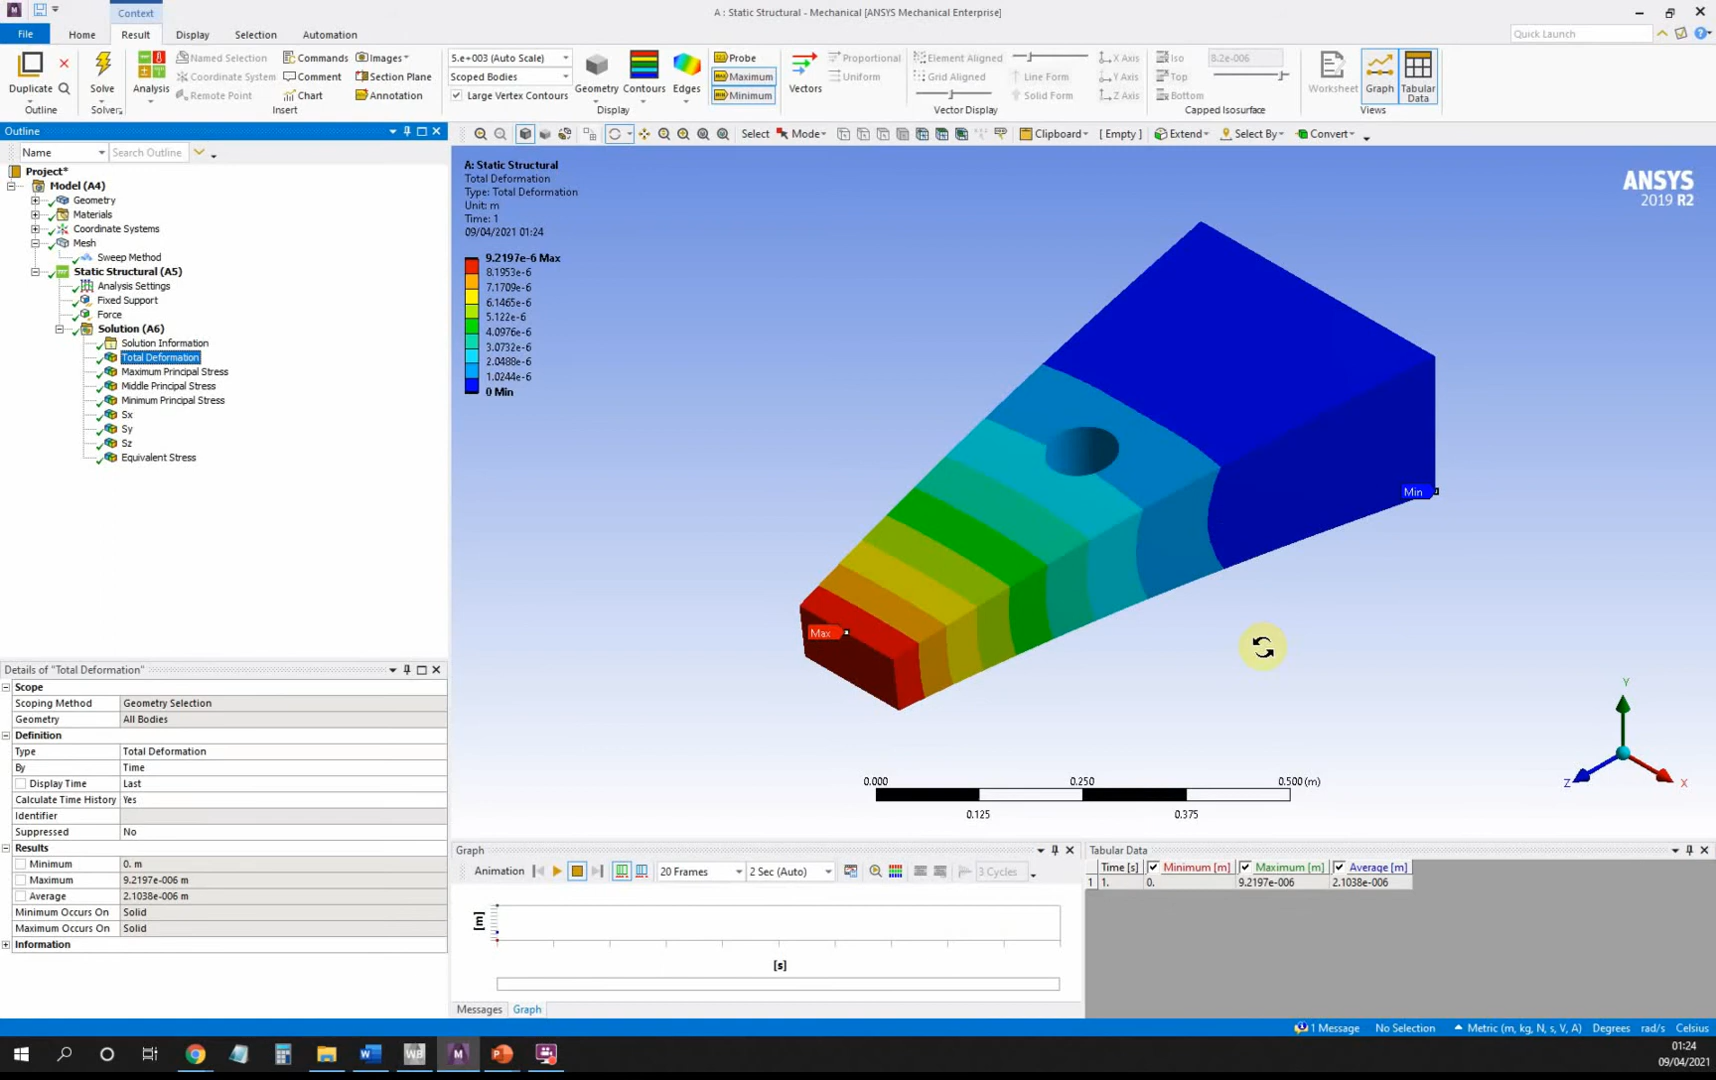 Context
A : Static Structural - Mechanical [ANSYS Mechanical Enterprise]
File Home Result Display Selection Automation
Quick Launch
Duplicate
Outline
Solve
Solver
Analysis
Named Selection
Coordinate System
Remote Point
Commands
Comment
Chart
Images
Section Plane
Annotation
Insert
5.e+003 (Auto Scale)
Scoped Bodies
Large Vertex Contours
Geometry
Contours
Edges
Display
Probe
Maximum
Minimum
Vectors
Proportional
Uniform
Element Aligned
Grid Aligned
Line Form
Solid Form
X Axis
Y Axis
Z Axis
Vector Display
Iso
Top
Bottom
8.2e-006
Capped Isosurface
Worksheet
Graph
Tabular
Data
Views
Outline
Select Mode Clipboard [ Empty ] Extend Select By Convert
Name
Search Outline
Project*
Model (A4)
Geometry
Materials
Coordinate Systems
Mesh
Sweep Method
Static Structural (A5)
Analysis Settings
Fixed Support
Force
Solution (A6)
Solution Information
Total Deformation
Maximum Principal Stress
Middle Principal Stress
Minimum Principal Stress
Sx
Sy
Sz
Equivalent Stress
A: Static Structural
Total Deformation
Type: Total Deformation
Unit: m
Time: 1
09/04/2021 01:24
9.2197e-6 Max
8.1953e-6
7.1709e-6
6.1465e-6
5.122e-6
4.0976e-6
3.0732e-6
2.0488e-6
1.0244e-6
0 Min
ANSYS
2019 R2
Min
Max
0.000 0.250 0.500 (m)
0.125 0.375
Y
Z X
Details of "Total Deformation"
Scope
Scoping Method Geometry Selection
Geometry All Bodies
Definition
Type Total Deformation
By Time
Display Time Last
Calculate Time History Yes
Identifier
Suppressed No
Results
Minimum 0. m
Maximum 9.2197e-006 m
Average 2.1038e-006 m
Minimum Occurs On Solid
Maximum Occurs On Solid
Information
Graph
Animation 20 Frames 2 Sec (Auto) 3 Cycles
[m]
[s]
Messages Graph
Tabular Data
Time [s] Minimum [m] Maximum [m] Average [m]
1 1. 0. 9.2197e-006 2.1038e-006
1 Message No Selection Metric (m, kg, N, s, V, A) Degrees rad/s Celsius
01:24
09/04/2021